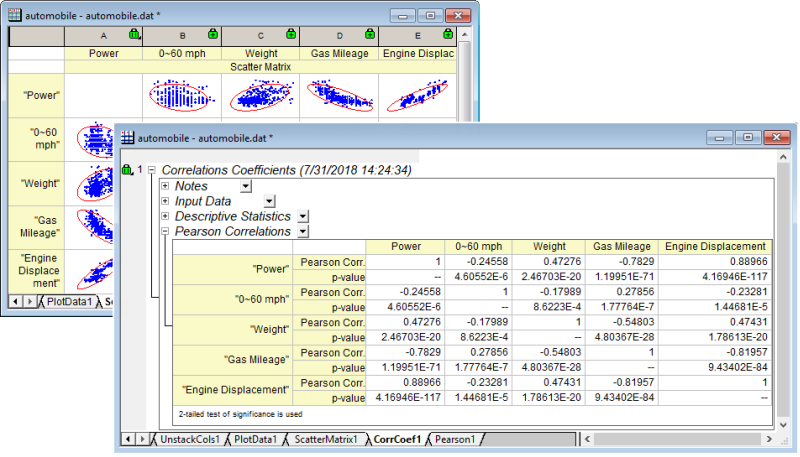 automobile - automobile.dat *
A B C D E
Power 0~60 mph Weight Gas Mileage Engine Displac
Scatter Matrix
"Power"
"0~60 mph"
"Weight"
"Gas Mileage"
"Engine Displace ment"
PlotData1 Sc
automobile - automobile.dat *
1 Correlations Coefficients (7/31/2018 14:24:34)
Notes
Input Data
Descriptive Statistics
Pearson Correlations
Power 0~60 mph Weight Gas Mileage Engine Displacement
"Power" Pearson Corr. 1 -0.24558 0.47276 -0.7829 0.88966
p-value -- 4.60552E-6 2.46703E-20 1.19951E-71 4.16946E-117
"0~60 mph" Pearson Corr. -0.24558 1 -0.17989 0.27856 -0.23281
p-value 4.60552E-6 -- 8.6223E-4 1.77764E-7 1.44681E-5
"Weight" Pearson Corr. 0.47276 -0.17989 1 -0.54803 0.47431
p-value 2.46703E-20 8.6223E-4 -- 4.80367E-28 1.78613E-20
"Gas Mileage" Pearson Corr. -0.7829 0.27856 -0.54803 1 -0.81957
p-value 1.19951E-71 1.77764E-7 4.80367E-28 -- 9.43402E-84
"Engine Displacement" Pearson Corr. 0.88966 -0.23281 0.47431 -0.81957 1
p-value 4.16946E-117 1.44681E-5 1.78613E-20 9.43402E-84 --
2-tailed test of significance is used
UnstackCols1 PlotData1 ScatterMatrix1 CorrCoef1 Pearson1